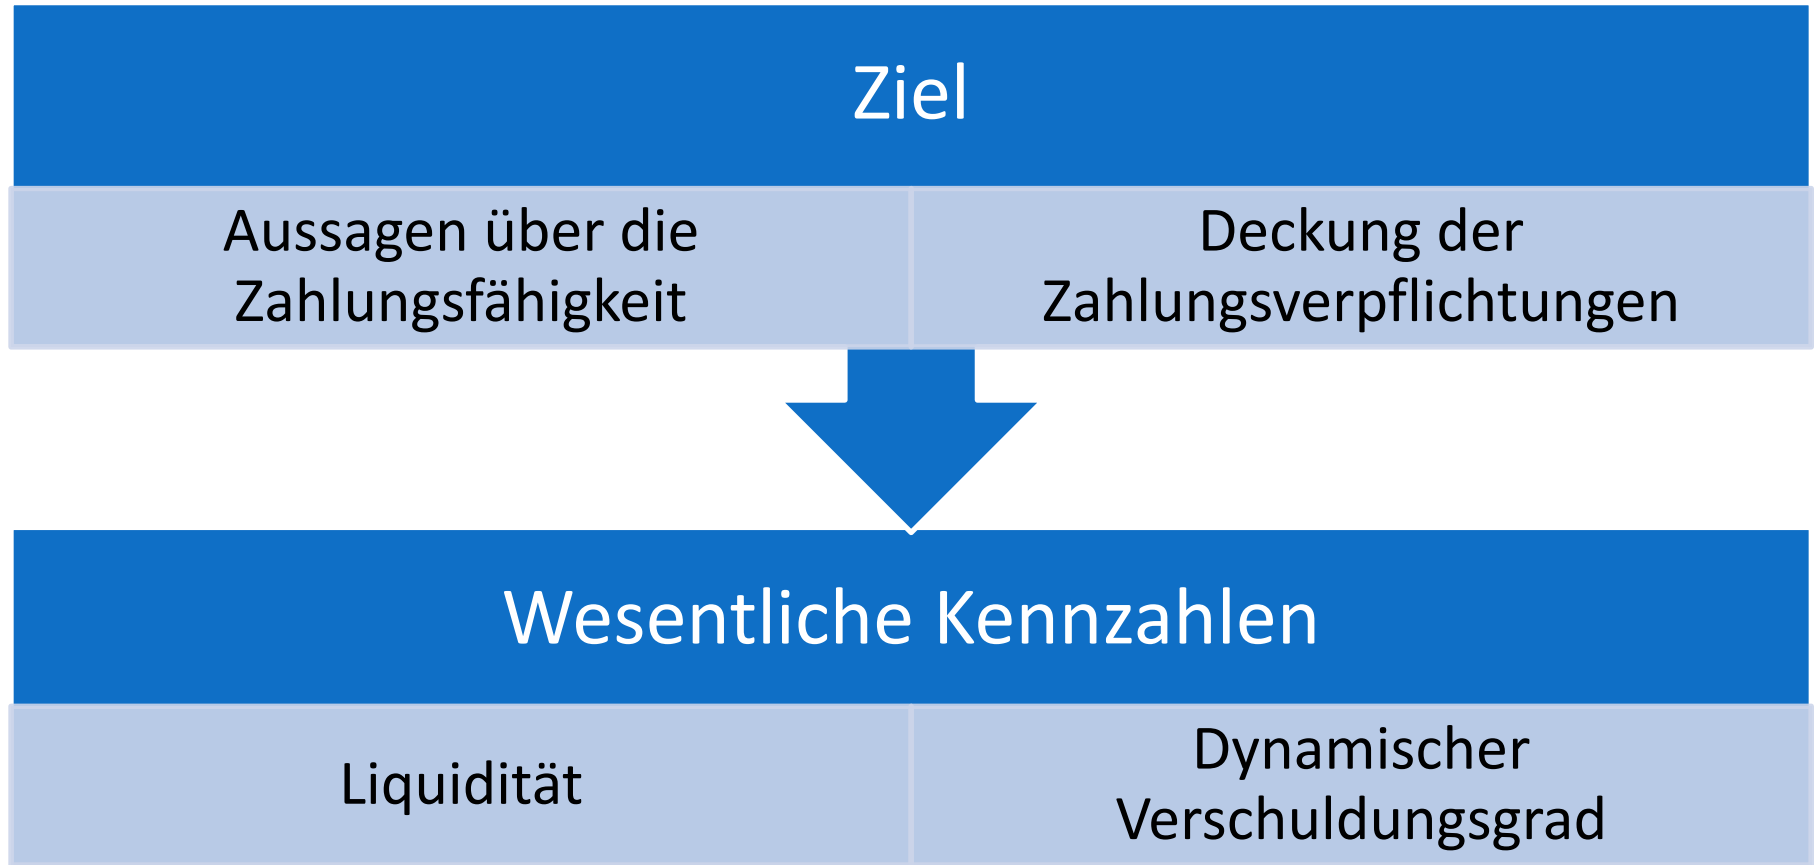 Ziel
Aussagen über die
Zahlungsfähigkeit
Deckung der
Zahlungsverpflichtungen
Wesentliche Kennzahlen
Liquidität
Dynamischer
Verschuldungsgrad